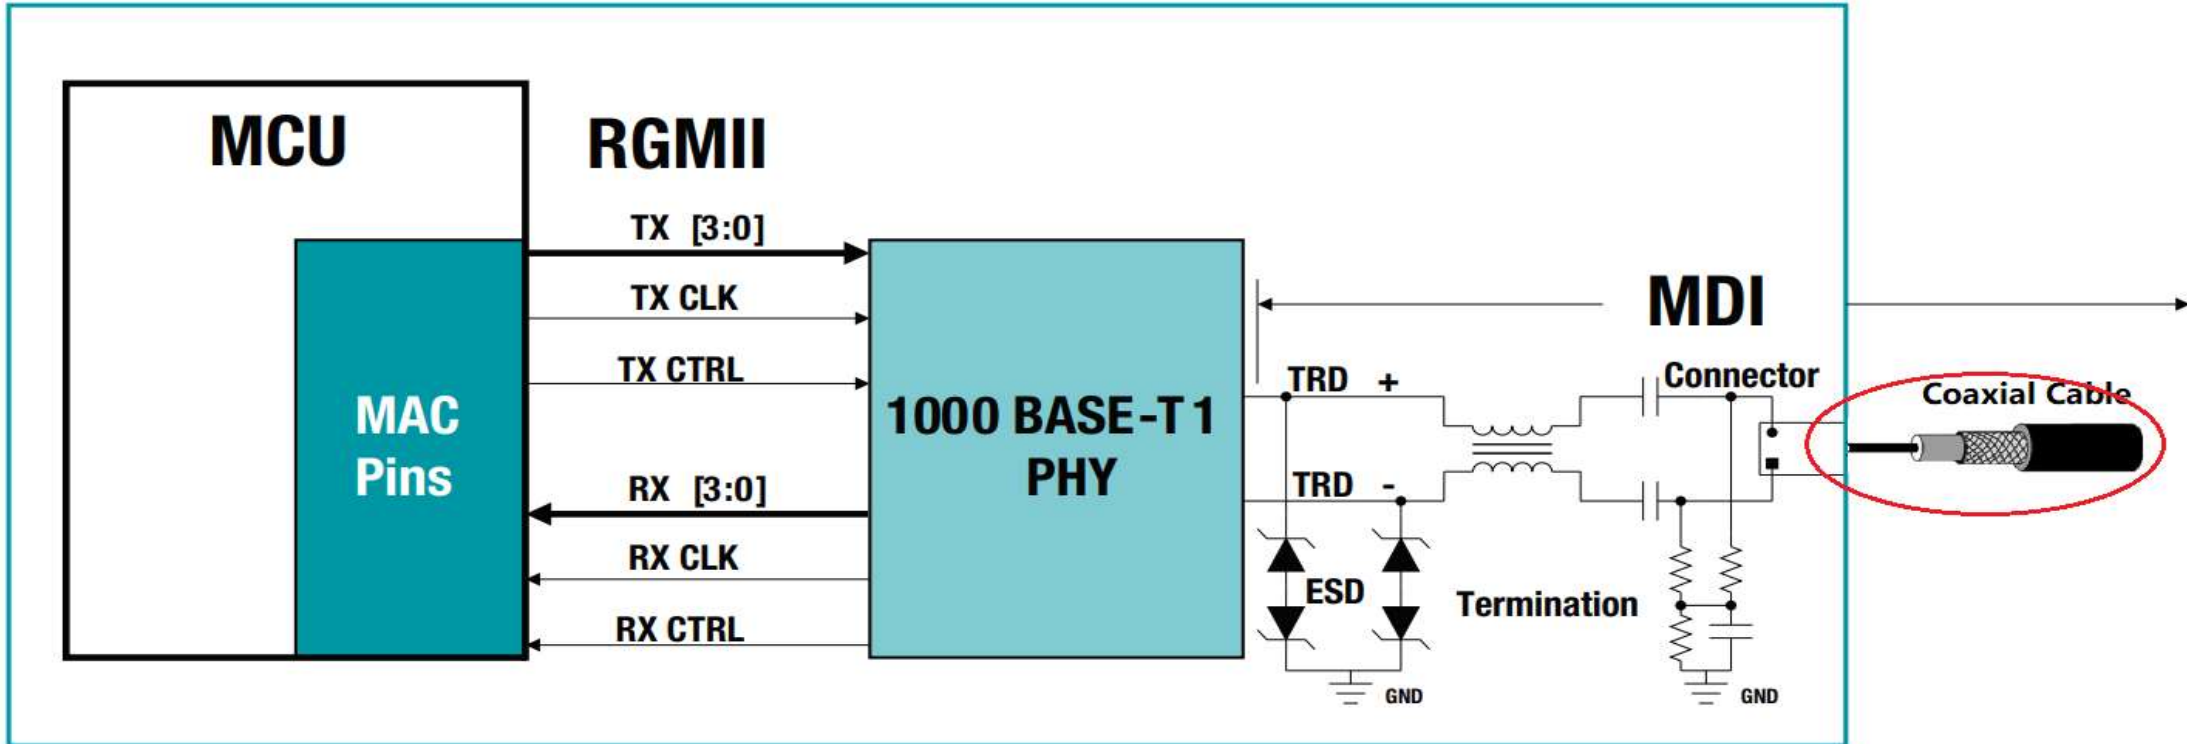 MCU
RGMII
TX [3:0]
TX CLK
TX CTRL
MAC
Pins
RX [3:0]
RX CLK
RX CTRL
1000 BASE-T1
PHY
MDI
TRD +
Connector
Coaxial Cable
TRD -
ESD
Termination
GND
GND